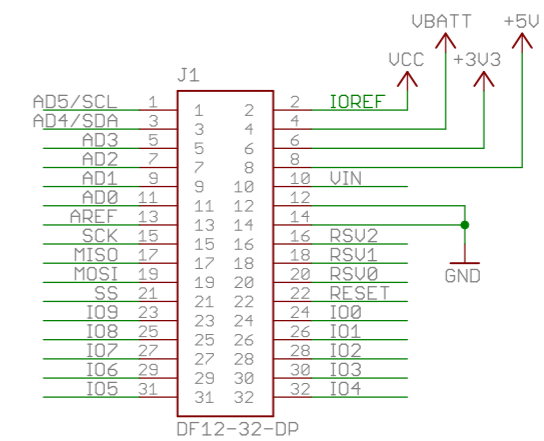 VBATT +5V
VCC +3V3
J1
AD5/SCL 1 1 2 2 IOREF
AD4/SDA 3 3 4 4
AD3 5 5 6 6
AD2 7 7 8 8
AD1 9 9 10 10 VIN
AD0 11 11 12 12
AREF 13 13 14 14
SCK 15 15 16 16 RSV2
MISO 17 17 18 18 RSV1
MOSI 19 19 20 20 RSV0
GND
SS 21 21 22 22 RESET
IO9 23 23 24 24 IO0
IO8 25 25 26 26 IO1
IO7 27 27 28 28 IO2
IO6 29 29 30 30 IO3
IO5 31 31 32 32 IO4
DF12-32-DP